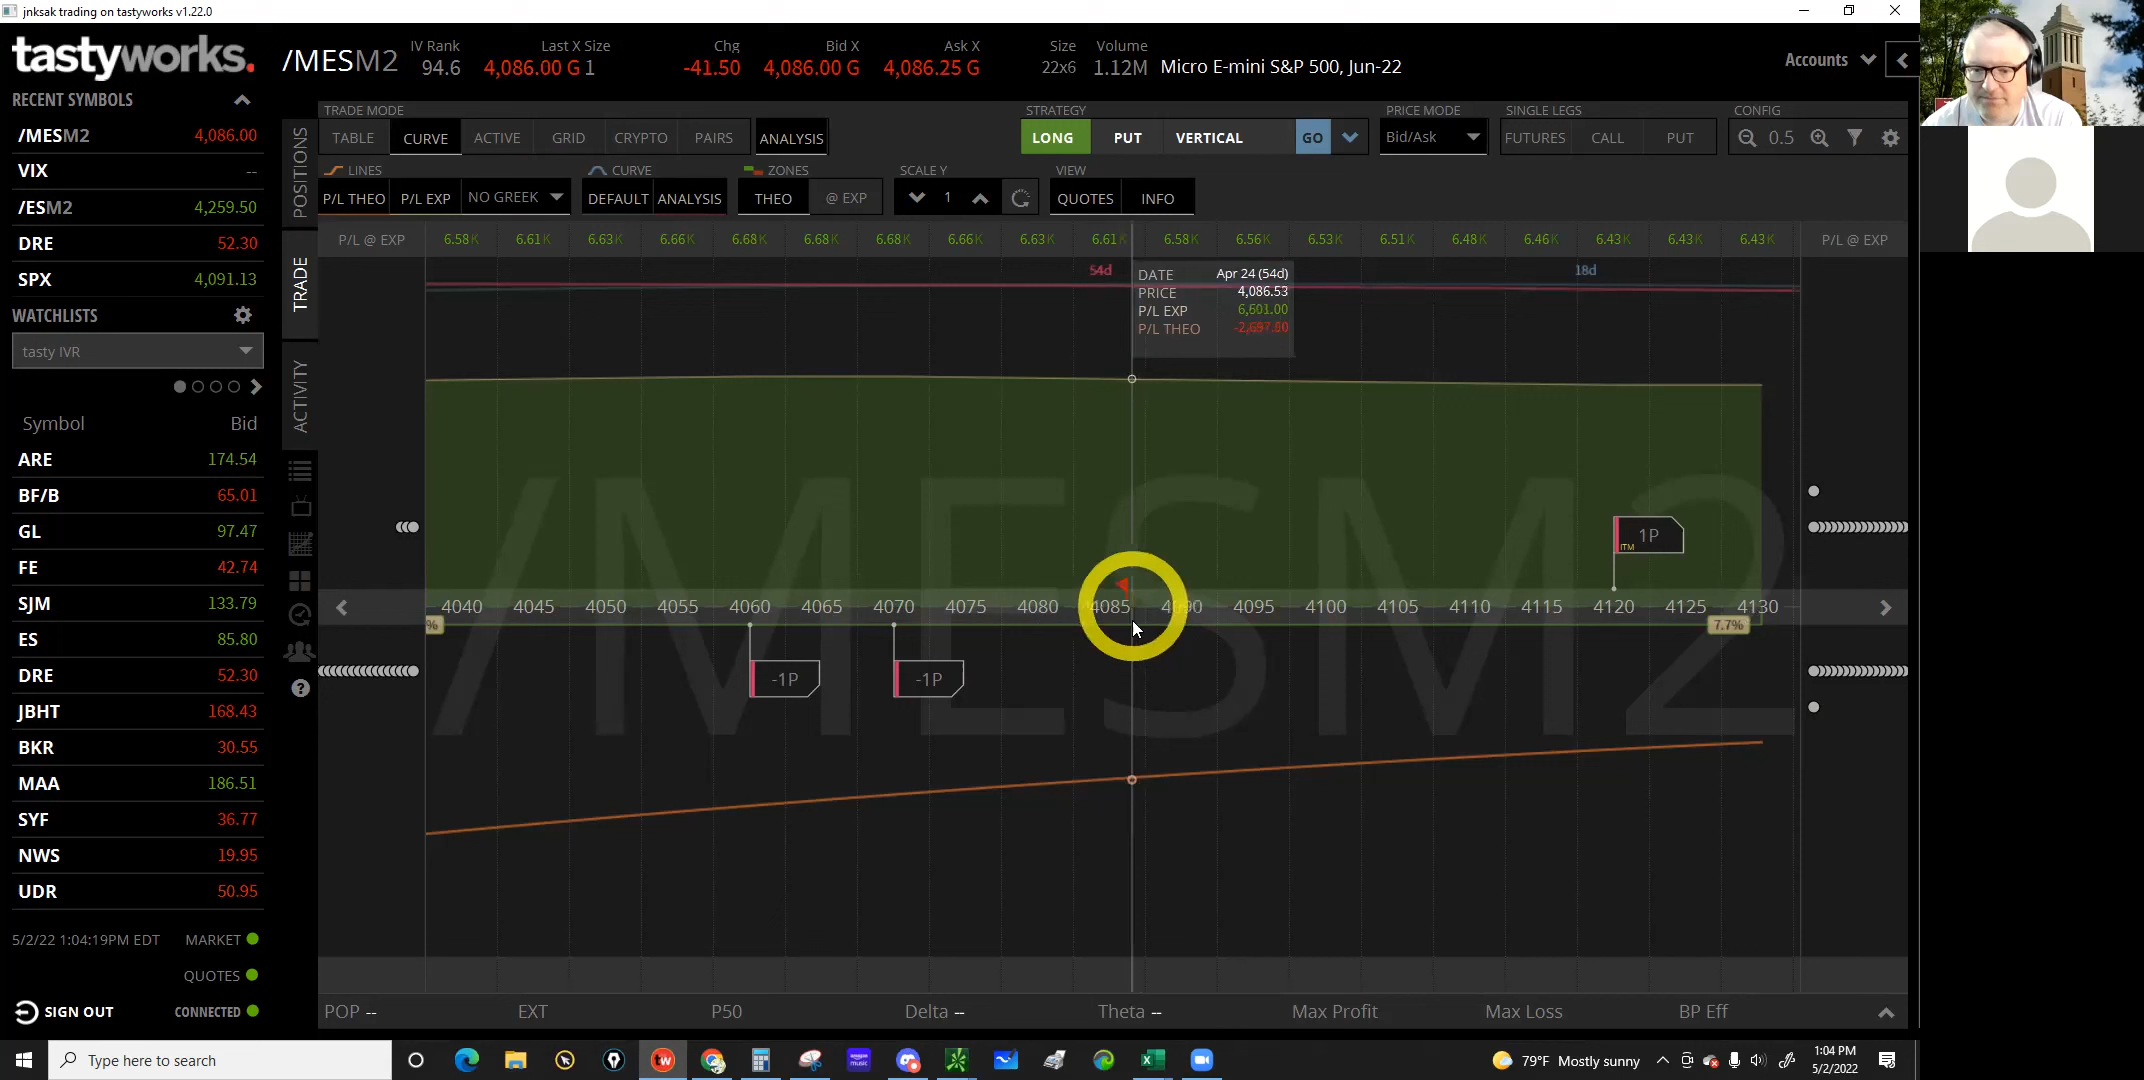 jnksak trading on tastyworks v1.22.0
tastyworks.
/MESM2
IV Rank
94.6
Last X Size
4,086.00 G 1
Chg
-41.50
Bid X
4,086.00 G
Ask X
4,086.25 G
Size
22x6
Volume
1.12M
Micro E-mini S&P 500, Jun-22
Accounts
RECENT SYMBOLS
/MESM2 4,086.00
VIX --
/ESM2 4,259.50
DRE 52.30
SPX 4,091.13
WATCHLISTS
tasty IVR
Symbol Bid
ARE 174.54
BF/B 65.01
GL 97.47
FE 42.74
SJM 133.79
ES 85.80
DRE 52.30
JBHT 168.43
BKR 30.55
MAA 186.51
SYF 36.77
NWS 19.95
UDR 50.95
5/2/22 1:04:19PM EDT MARKET
QUOTES
SIGN OUT CONNECTED
POSITIONS
TRADE
ACTIVITY
TRADE MODE
TABLE CURVE ACTIVE GRID CRYPTO PAIRS ANALYSIS
STRATEGY
LONG PUT VERTICAL GO
PRICE MODE
Bid/Ask
SINGLE LEGS
FUTURES CALL PUT
CONFIG
0.5
LINES
P/L THEO P/L EXP NO GREEK
CURVE
DEFAULT ANALYSIS
ZONES
THEO @ EXP
SCALE Y
1
VIEW
QUOTES INFO
P/L @ EXP 6.58K 6.61K 6.63K 6.66K 6.68K 6.68K 6.68K 6.66K 6.63K 6.61K 6.58K 6.56K 6.53K 6.51K 6.48K 6.46K 6.43K 6.43K 6.43K P/L @ EXP
54d 18d
DATE Apr 24 (54d)
PRICE 4,086.53
P/L EXP 6,601.00
P/L THEO -2,697.80
/MESM2
1P
ITM
4040 4045 4050 4055 4060 4065 4070 4075 4080 4085 4090 4095 4100 4105 4110 4115 4120 4125 4130
% 7.7%
-1P -1P
POP -- EXT P50 Delta -- Theta -- Max Profit Max Loss BP Eff
Type here to search
79°F Mostly sunny
1:04 PM
5/2/2022